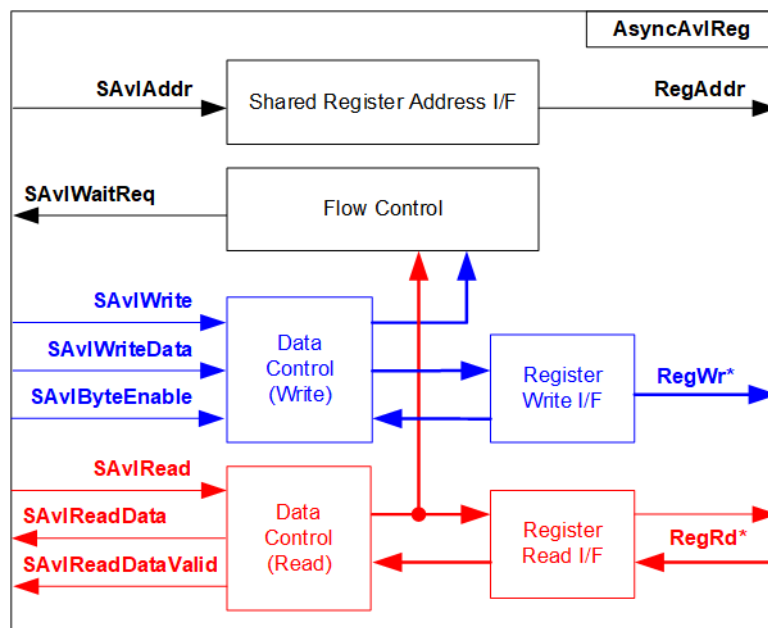 AsyncAvlReg
SAvlAddr
Shared Register Address I/F
RegAddr
SAvlWaitReq
Flow Control
SAvlWrite
SAvlWriteData
SAvlByteEnable
Data
Control
(Write)
Register
Write I/F
RegWr*
SAvlRead
SAvlReadData
SAvlReadDataValid
Data
Control
(Read)
Register
Read I/F
RegRd*